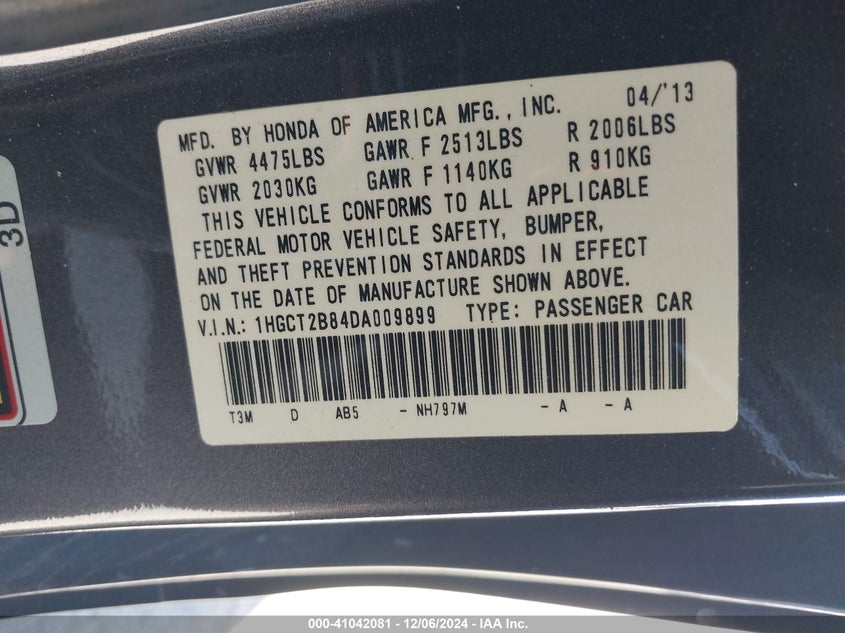 MFD. BY HONDA OF AMERICA MFG., INC. 04/'13
GVWR 4475LBS GAWR F 2513LBS R 2006LBS
GVWR 2030KG GAWR F 1140KG R 910KG
THIS VEHICLE CONFORMS TO ALL APPLICABLE
FEDERAL MOTOR VEHICLE SAFETY, BUMPER,
AND THEFT PREVENTION STANDARDS IN EFFECT
ON THE DATE OF MANUFACTURE SHOWN ABOVE.
V.I.N.: 1HGCT2B84DA009899 TYPE: PASSENGER CAR
T3M D AB5 - NH797M - A - A
3D
000-41042081 - 12/06/2024 - IAA Inc.